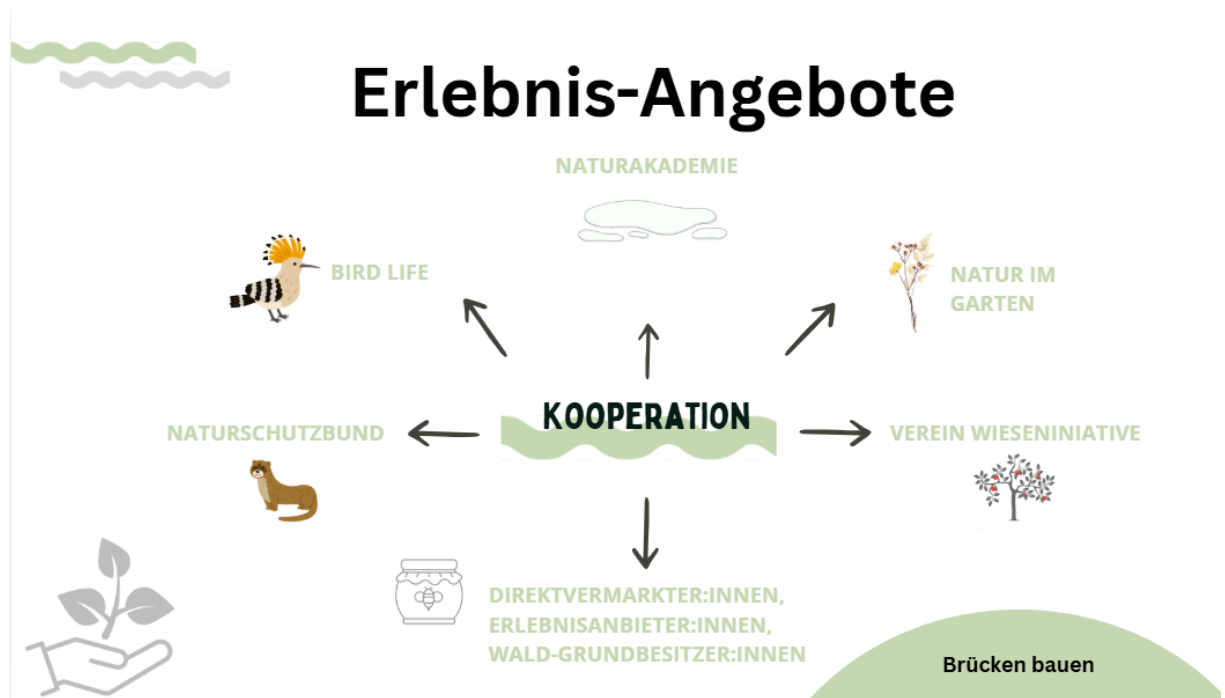 Erlebnis-Angebote
NATURAKADEMIE
BIRD LIFE
NATUR IM
GARTEN
KOOPERATION
NATURSCHUTZBUND
VEREIN WIESENINIATIVE
DIREKTVERMARKTER:INNEN,
ERLEBNISANBIETER:INNEN,
WALD-GRUNDBESITZER:INNEN
Brücken bauen